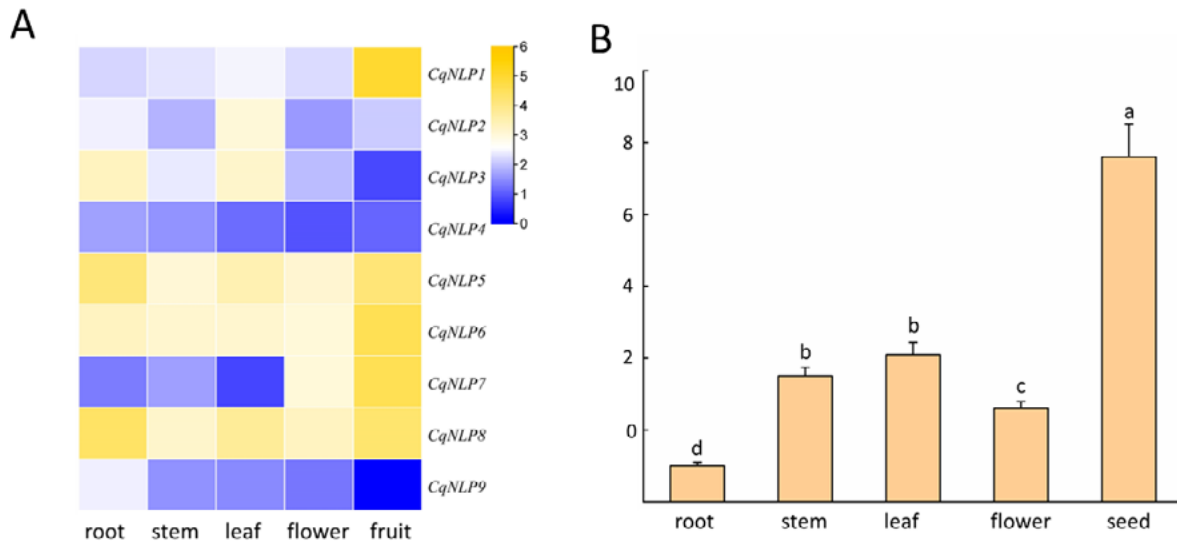 A
B
6
5
4
3
2
1
0
CqNLP1
CqNLP2
CqNLP3
CqNLP4
CqNLP5
CqNLP6
CqNLP7
CqNLP8
CqNLP9
root stem leaf flower fruit
10
8
6
4
2
0
d
b
b
c
a
root stem leaf flower seed